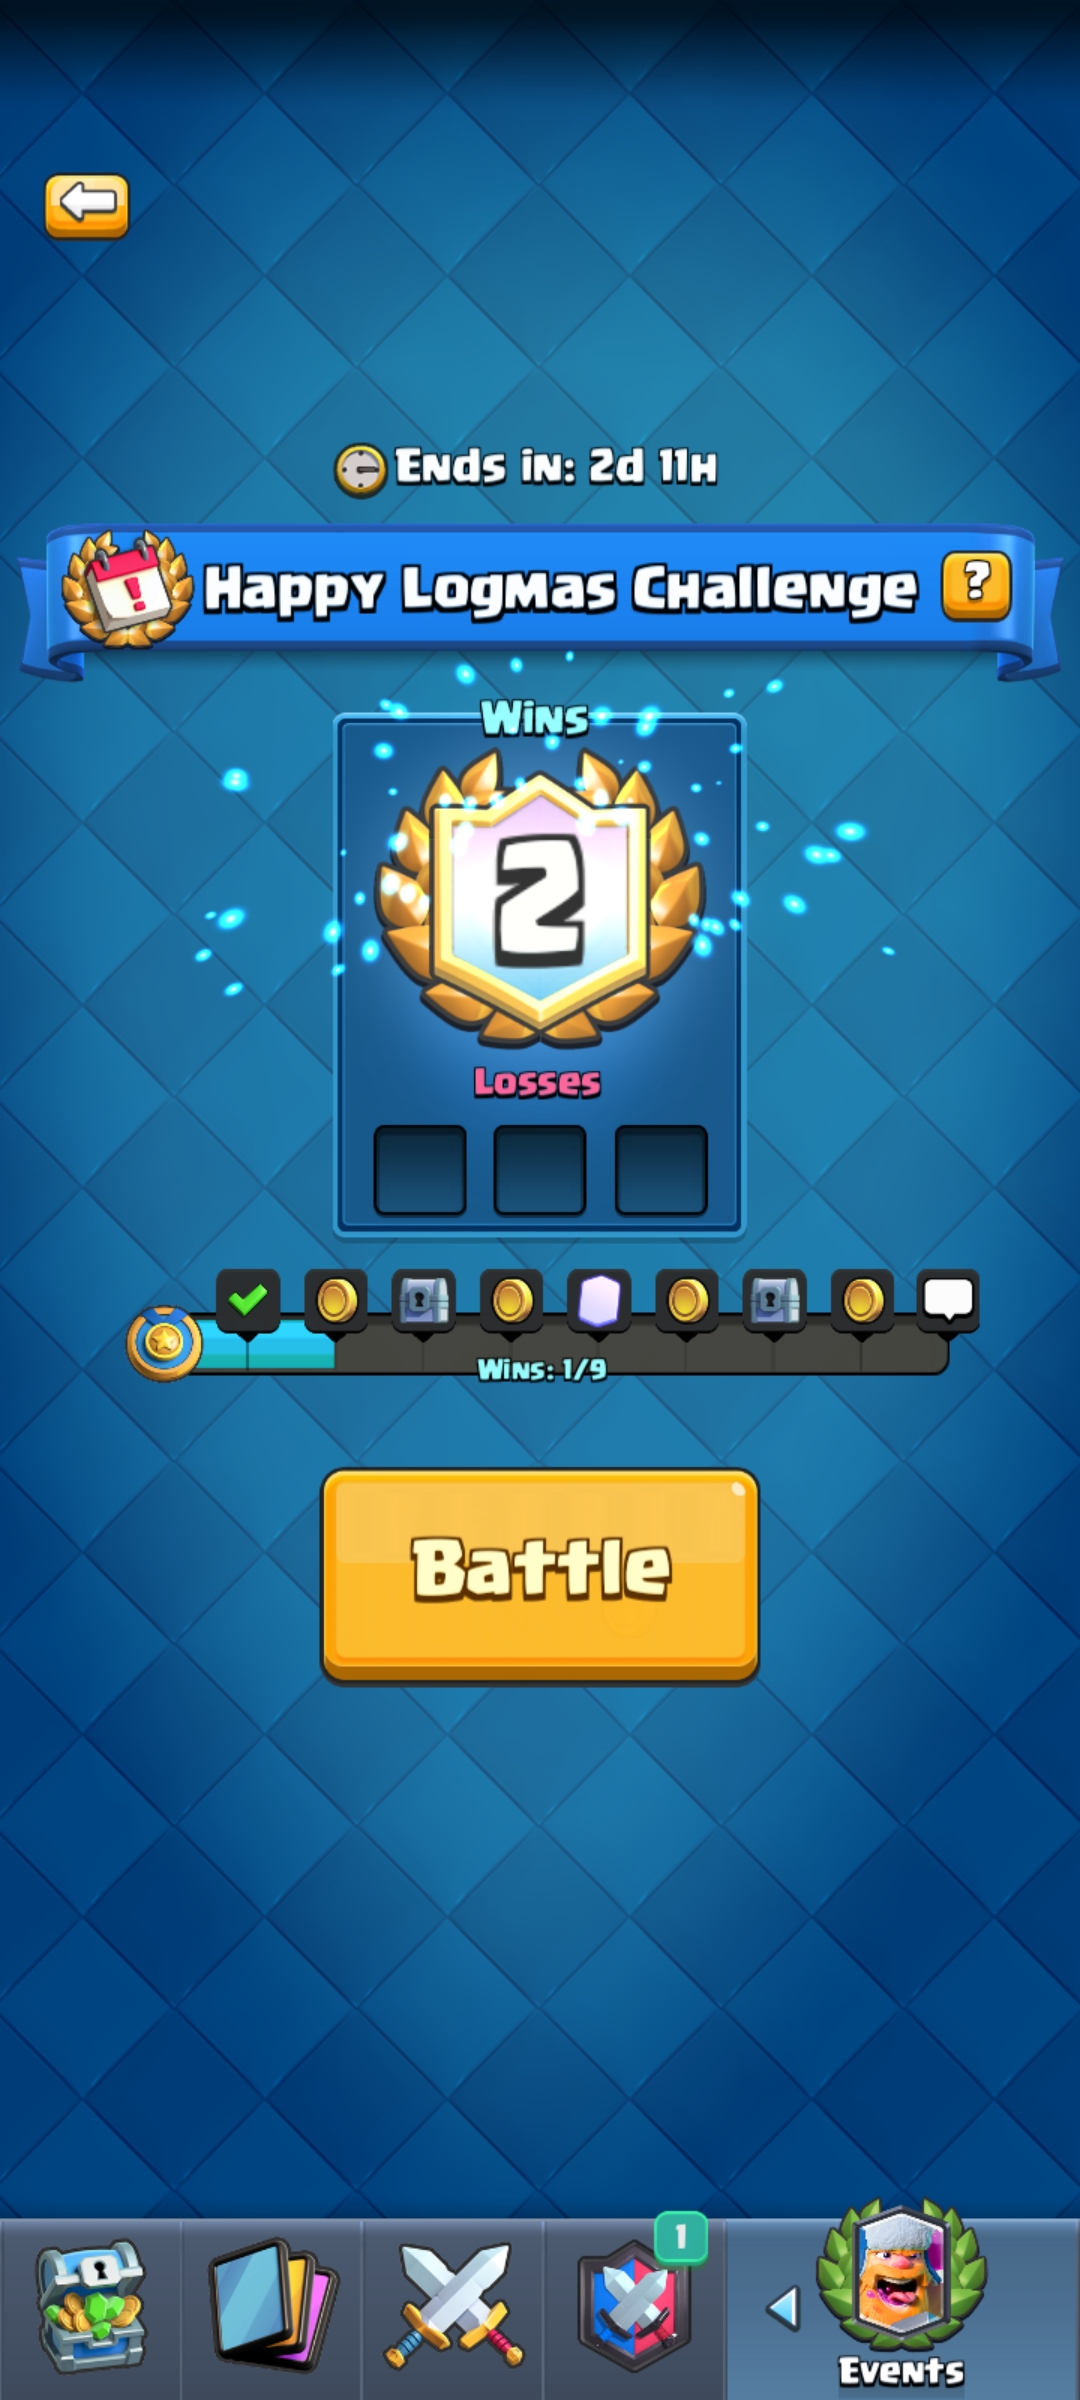 Ends in: 2d 11h
Happy Logmas Challenge
?
Wins
2
Losses
Wins: 1/9
Battle
1
Events